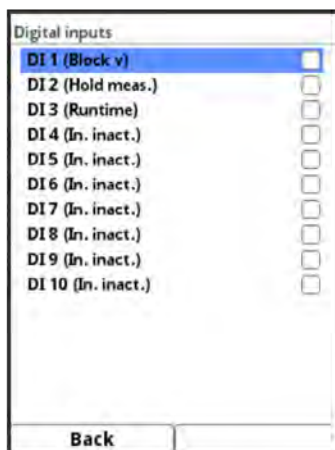 Digital inputs
DI 1 (Block v)
DI 2 (Hold meas.)
DI 3 (Runtime)
DI 4 (In. inact.)
DI 5 (In. inact.)
DI 6 (In. inact.)
DI 7 (In. inact.)
DI 8 (In. inact.)
DI 9 (In. inact.)
DI 10 (In. inact.)
Back